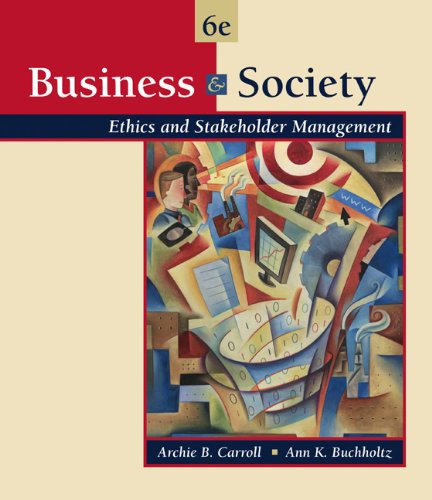 6e
Business & Society
Ethics and Stakeholder Management
WWW
Archie B. Carroll ■ Ann K. Buchholtz